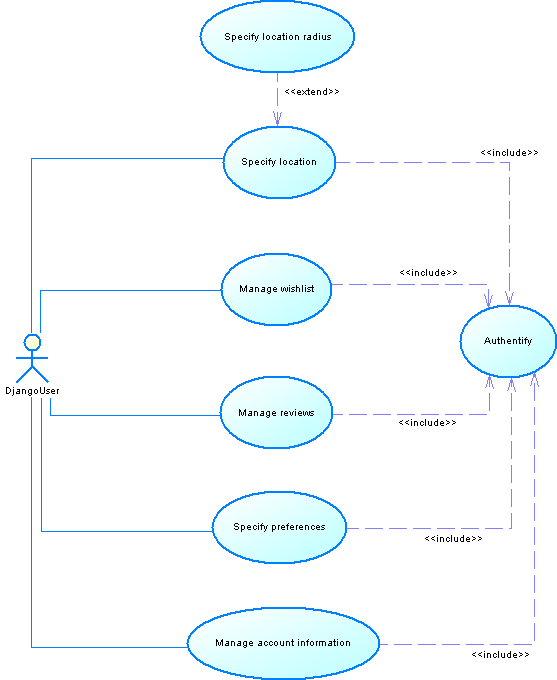 Specify location radius
<<extend>>
Specify location
<<include>>
Manage wishlist
<<include>>
Authentify
DjangoUser
Manage reviews
<<include>>
Specify preferences
<<include>>
Manage account information
<<include>>